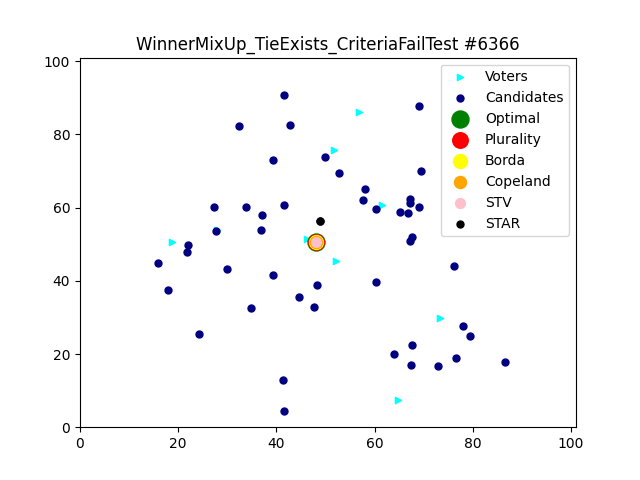 WinnerMixUp_TieExists_CriteriaFailTest #6366
100
80
60
40
20
0
0 20 40 60 80 100
Voters
Candidates
Optimal
Plurality
Borda
Copeland
STV
STAR